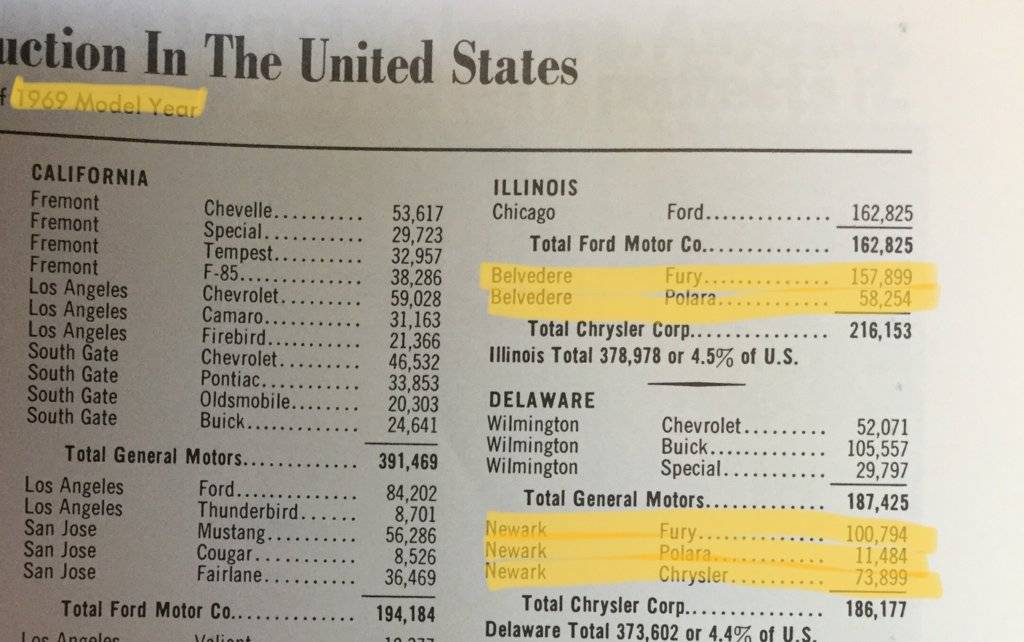 uction In The United States
f 1969 Model Year
CALIFORNIA
Fremont Chevelle.......... 53,617
Fremont Special........... 29,723
Fremont Tempest.......... 32,957
Fremont F-85.............. 38,286
Los Angeles Chevrolet......... 59,028
Los Angeles Camaro........... 31,163
Los Angeles Firebird........... 21,366
South Gate Chevrolet......... 46,532
South Gate Pontiac............ 33,853
South Gate Oldsmobile........ 20,303
South Gate Buick............. 24,641
Total General Motors............ 391,469
Los Angeles Ford.............. 84,202
Los Angeles Thunderbird....... 8,701
San Jose Mustang.......... 56,286
San Jose Cougar............ 8,526
San Jose Fairlane........... 36,469
Total Ford Motor Co............. 194,184
Los Angeles Valiant
ILLINOIS
Chicago Ford.............. 162,825
Total Ford Motor Co.............. 162,825
Belvedere Fury.............. 157,899
Belvedere Polara............ 58,254
Total Chrysler Corp............... 216,153
Illinois Total 378,978 or 4.5% of U.S.
DELAWARE
Wilmington Chevrolet......... 52,071
Wilmington Buick............. 105,557
Wilmington Special........... 29,797
Total General Motors............ 187,425
Newark Fury.............. 100,794
Newark Polara............ 11,484
Newark Chrysler.......... 73,899
Total Chrysler Corp............... 186,177
Delaware Total 373,602 or 4.4% of U.S.